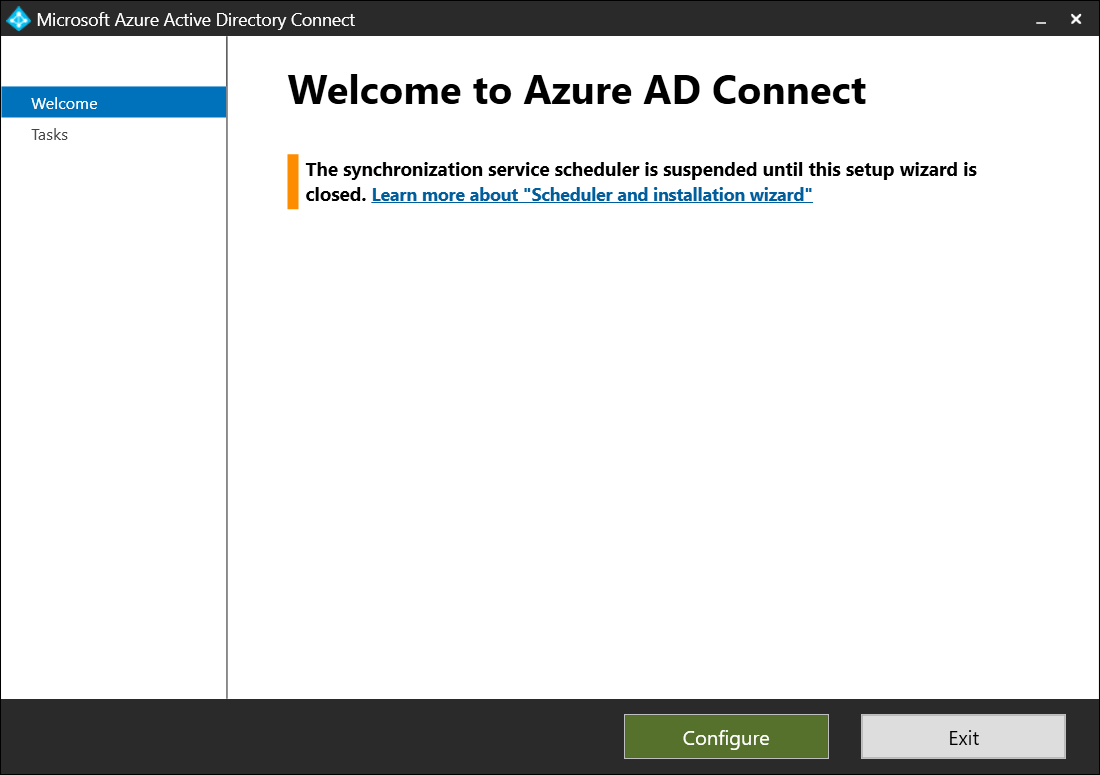 Microsoft Azure Active Directory Connect
Welcome
Tasks
Welcome to Azure AD Connect
The synchronization service scheduler is suspended until this setup wizard is
closed. Learn more about "Scheduler and installation wizard"
Configure
Exit